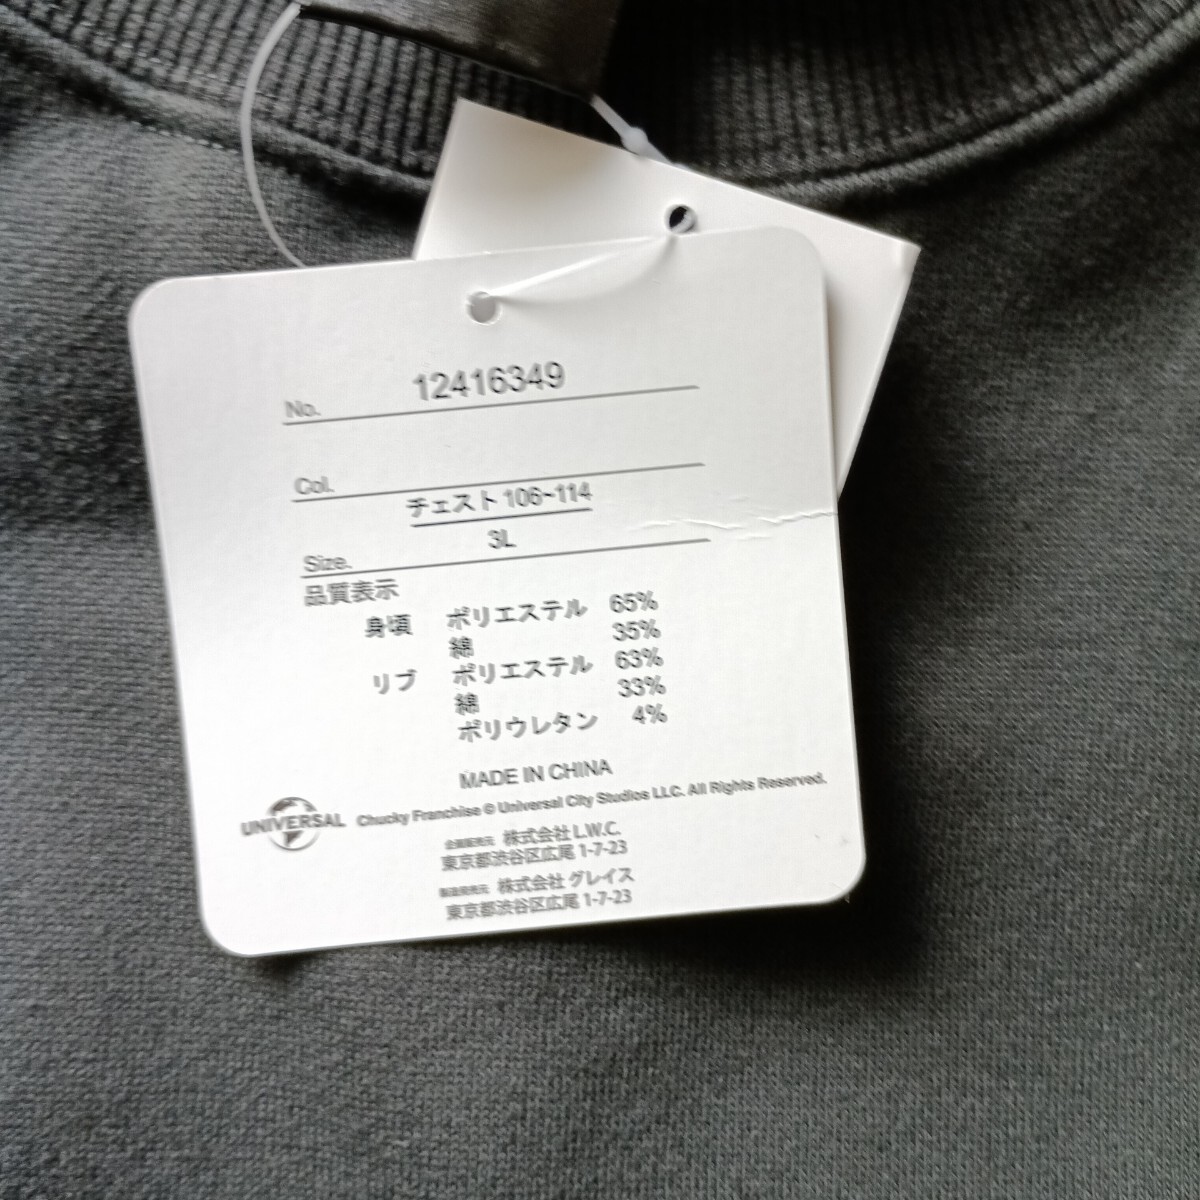 No. 12416349
Col.
チェスト 106~114
Size. 3L
品質表示
身頃 ポリエステル 65%
綿 35%
リブ ポリエステル 63%
綿 33%
ポリウレタン 4%
MADE IN CHINA
UNIVERSAL Chucky Franchise © Universal City Studios LLC. All Rights Reserved.
企画販売元 株式会社 L.W.C.
東京都渋谷区広尾 1-7-23
製造発売元 株式会社 グレイス
東京都渋谷区広尾 1-7-23